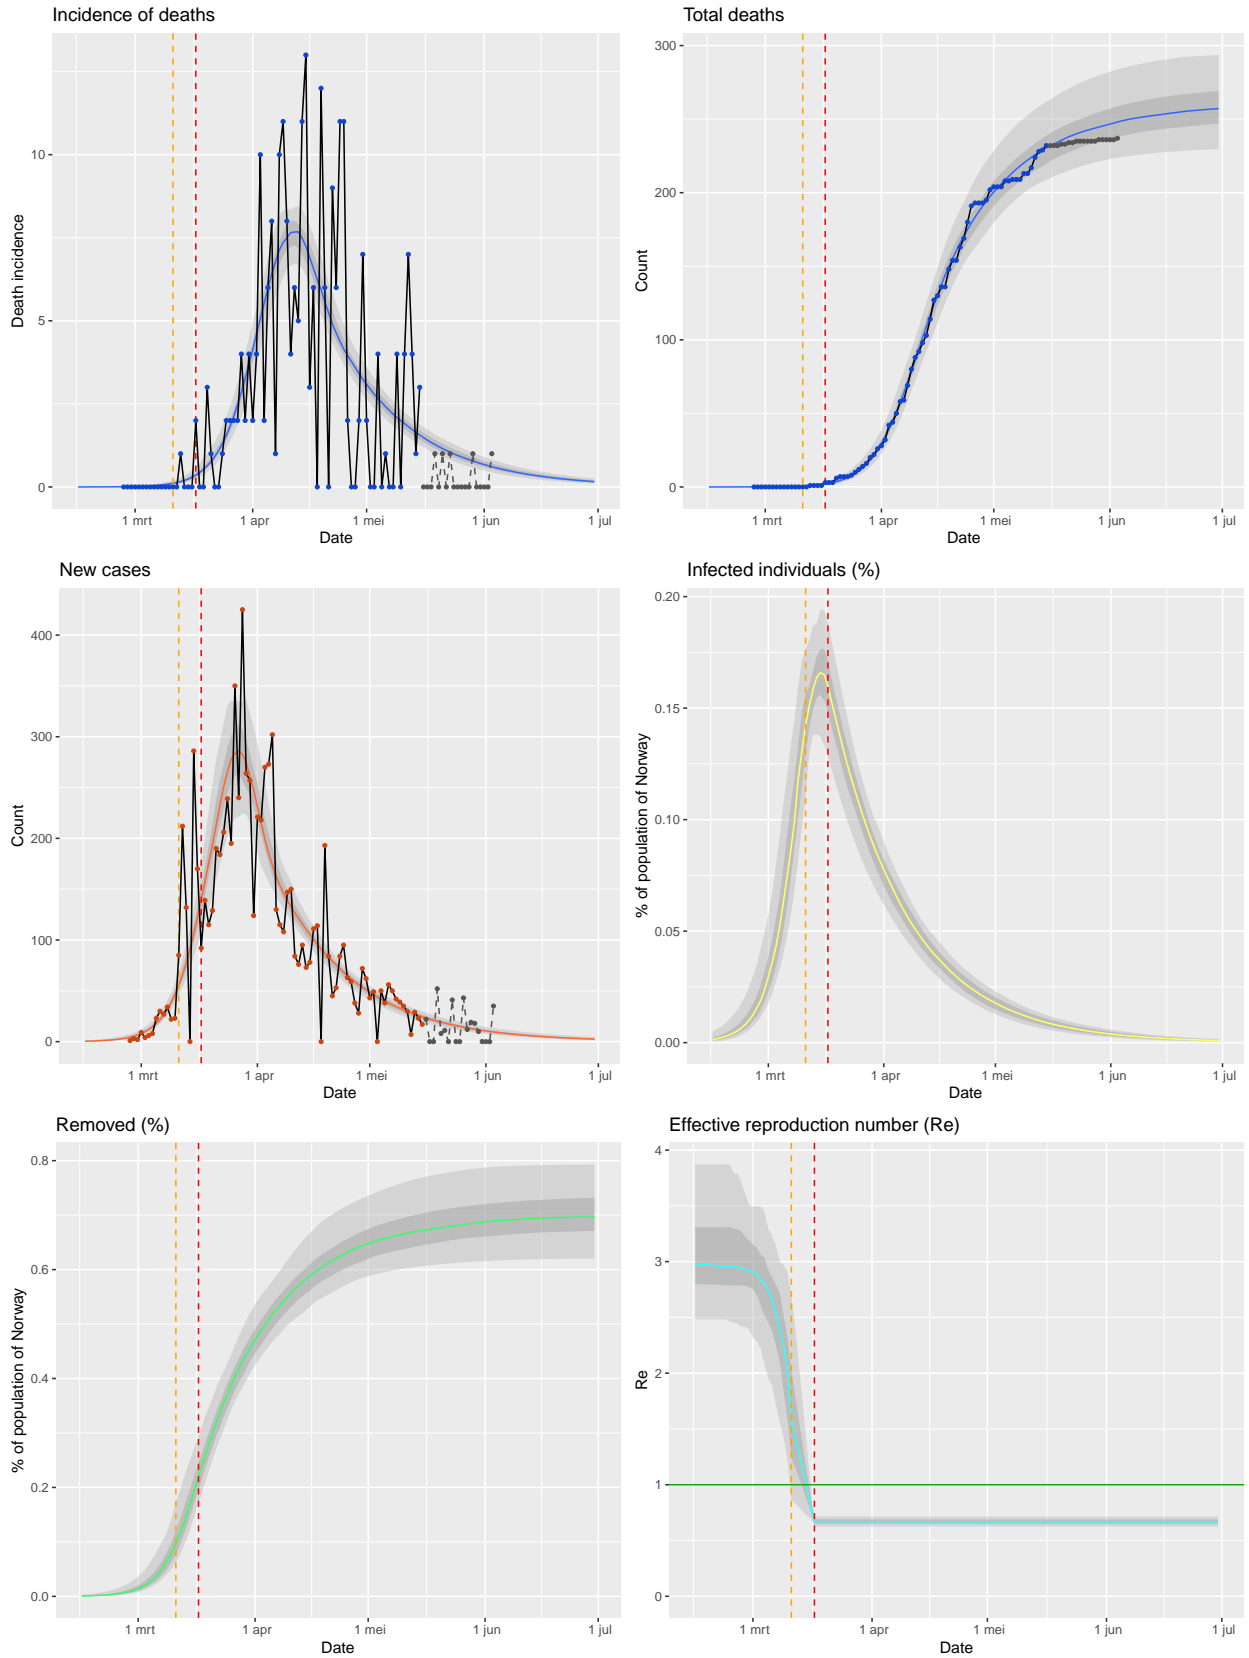 Incidence of deaths
Death incidence
10
5
0
1 mrt
1 apr
1 mei
1 jun
1 jul
Date
Total deaths
Count
300
200
100
0
1 mrt
1 apr
1 mei
1 jun
1 jul
Date
New cases
Count
400
300
200
100
0
1 mrt
1 apr
1 mei
1 jun
1 jul
Date
Infected individuals (%)
% of population of Norway
0.20
0.15
0.10
0.05
0.00
1 mrt
1 apr
1 mei
1 jun
1 jul
Date
Removed (%)
% of population of Norway
0.8
0.6
0.4
0.2
0.0
1 mrt
1 apr
1 mei
1 jun
1 jul
Date
Effective reproduction number (Re)
Re
4
3
2
1
0
1 mrt
1 apr
1 mei
1 jun
1 jul
Date